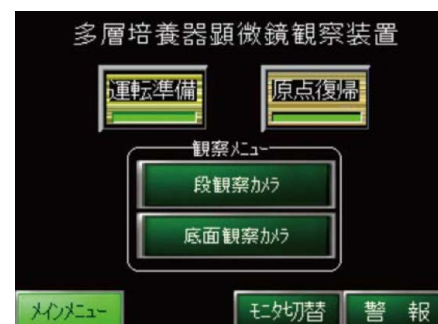 多層培養器顕微鏡観察装置
運転準備 原点復帰
観察ﾒﾆｭｰ
段観察ｶﾒﾗ
底面観察ｶﾒﾗ
ﾒｲﾝﾒﾆｭｰ ﾓﾆﾀ切替 警 報